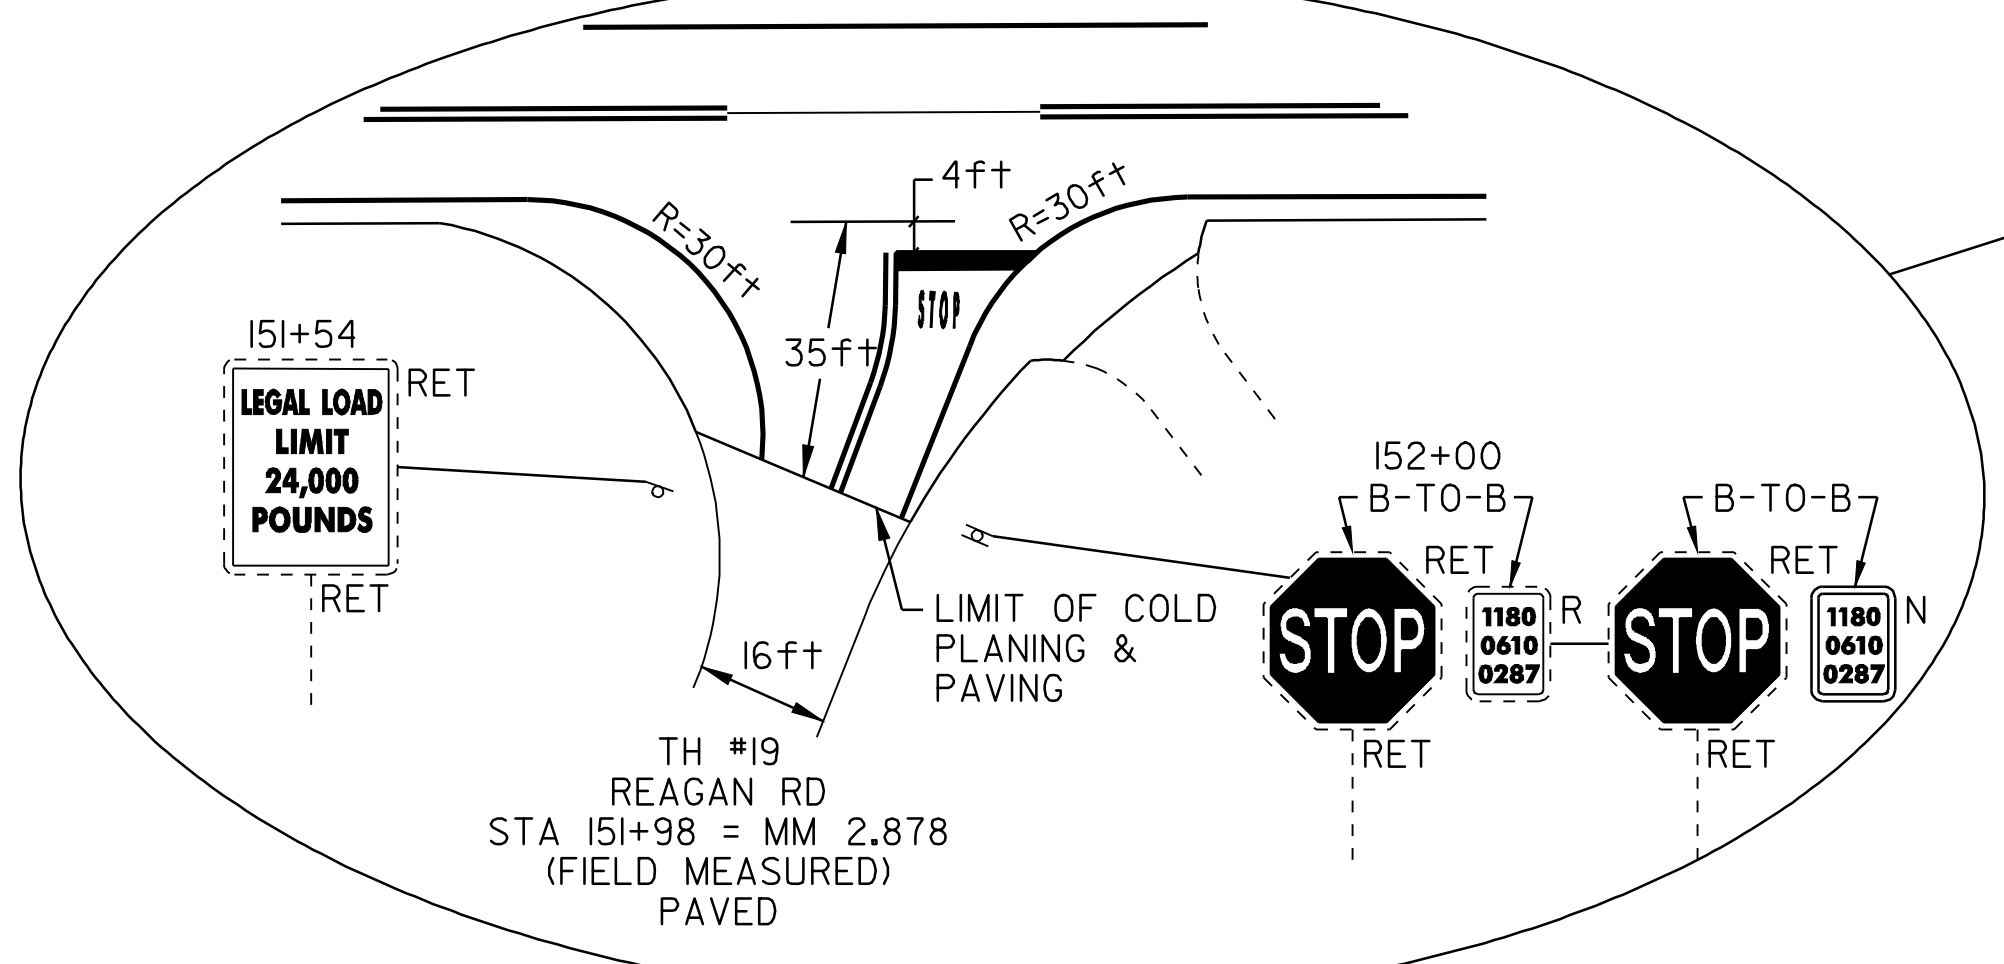 4ft
R=30ft
R=30ft
STOP
35ft
151+54
RET
LEGAL LOAD
LIMIT
24,000
POUNDS
RET
152+00
B-TO-B
B-TO-B
RET
RET
STOP
1180
0610
0287
R
STOP
1180
0610
0287
N
RET
RET
LIMIT OF COLD
PLANING &
PAVING
16ft
TH #19
REAGAN RD
STA 151+98 = MM 2.878
(FIELD MEASURED)
PAVED